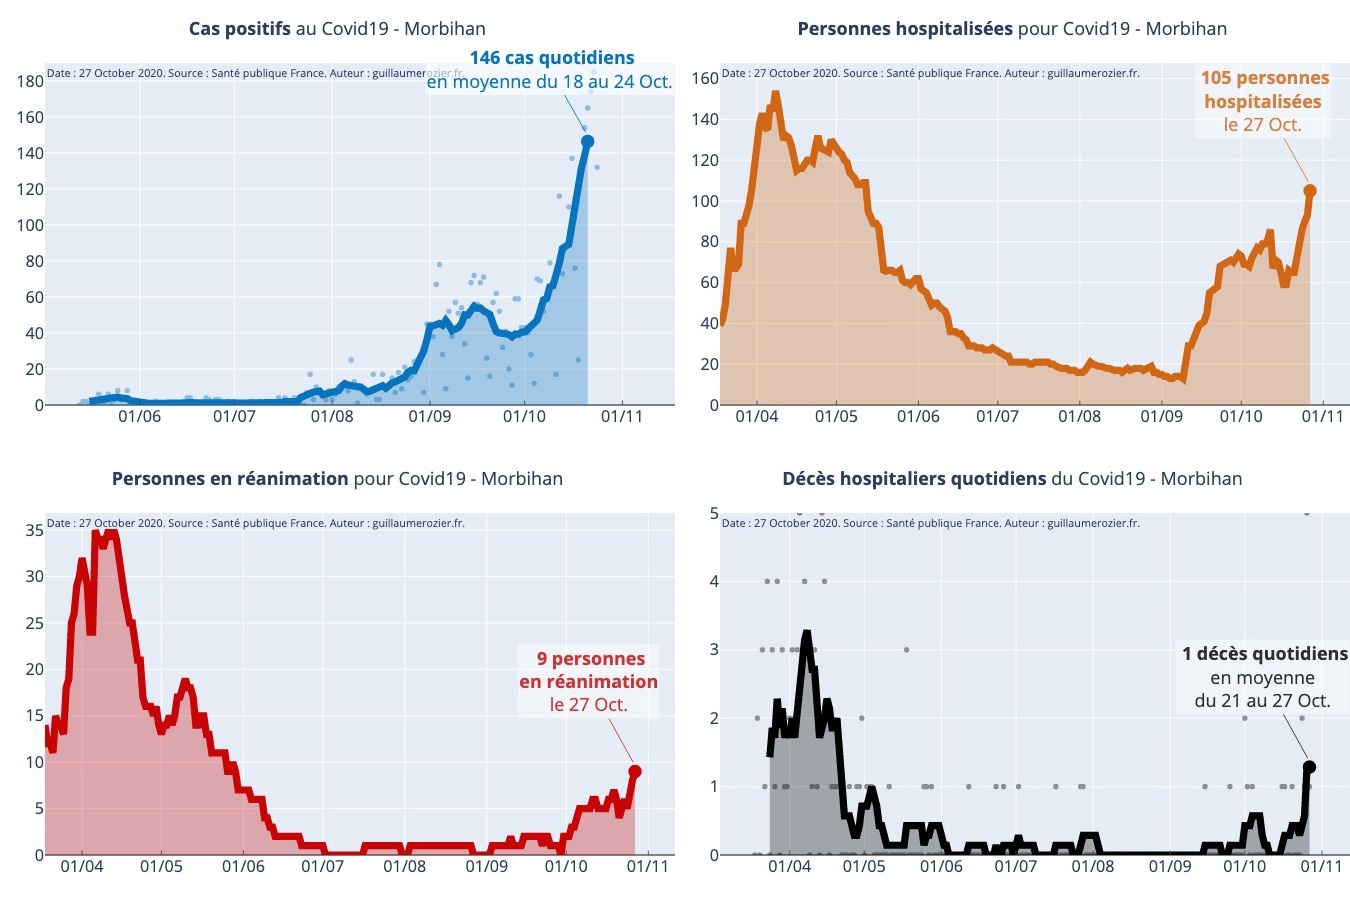 Cas positifs au Covid19 - Morbihan
146 cas quotidiens
en moyenne du 18 au 24 Oct.
Date : 27 October 2020. Source : Santé publique France. Auteur : guillaumerozier.fr.
180
160
140
120
100
80
60
40
20
0
01/06 01/07 01/08 01/09 01/10 01/11
Personnes hospitalisées pour Covid19 - Morbihan
Date : 27 October 2020. Source : Santé publique France. Auteur : guillaumerozier.fr.
105 personnes
hospitalisées
le 27 Oct.
160
140
120
100
80
60
40
20
0
01/04 01/05 01/06 01/07 01/08 01/09 01/10 01/11
Personnes en réanimation pour Covid19 - Morbihan
Date : 27 October 2020. Source : Santé publique France. Auteur : guillaumerozier.fr.
35
30
25
20
15
10
5
0
9 personnes
en réanimation
le 27 Oct.
01/04 01/05 01/06 01/07 01/08 01/09 01/10 01/11
Décès hospitaliers quotidiens du Covid19 - Morbihan
Date : 27 October 2020. Source : Santé publique France. Auteur : guillaumerozier.fr.
5
4
3
2
1
0
1 décès quotidiens
en moyenne
du 21 au 27 Oct.
01/04 01/05 01/06 01/07 01/08 01/09 01/10 01/11